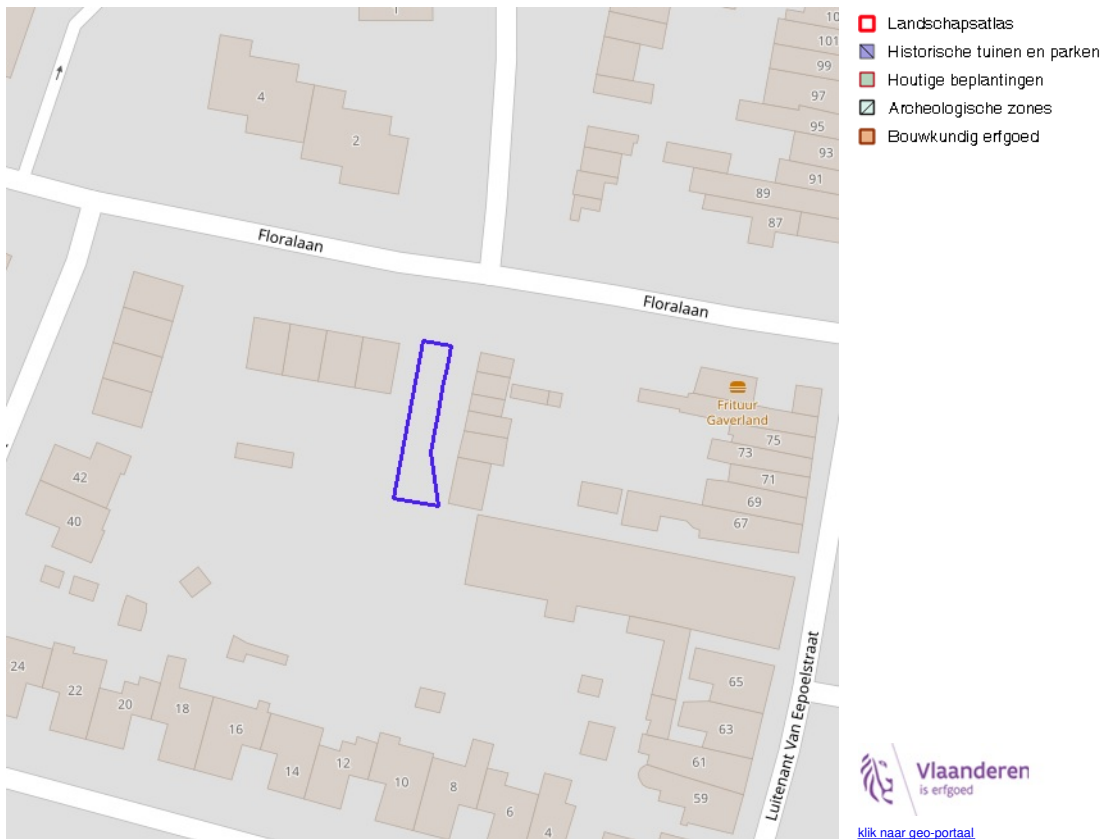 1
4
2
Floralaan
Floralaan
10
101
99
97
95
93
91
89
87
Frituur
Gaverland
75
73
71
69
67
42
40
24
22
20
18
16
14
12
10
8
6
4
65
63
61
59
Luitenant Van Eepoelstraat
Landschapsatlas
Historische tuinen en parken
Houtige beplantingen
Archeologische zones
Bouwkundig erfgoed
Vlaanderen
is erfgoed
klik naar geo-portaal